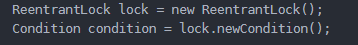 ReentrantLock lock = new ReentrantLock();
Condition condition = lock.newCondition();